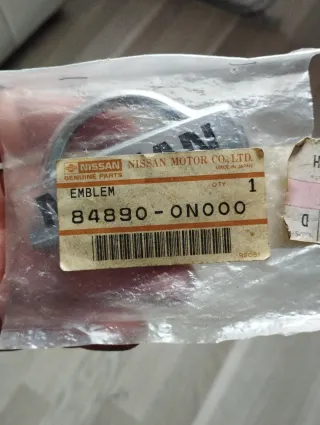 NISSAN
NISSAN MOTOR CO., LTD.
GENUINE PARTS
MADE IN JAPAN
EMBLEM
QTY
1
84890-0N000
H
D